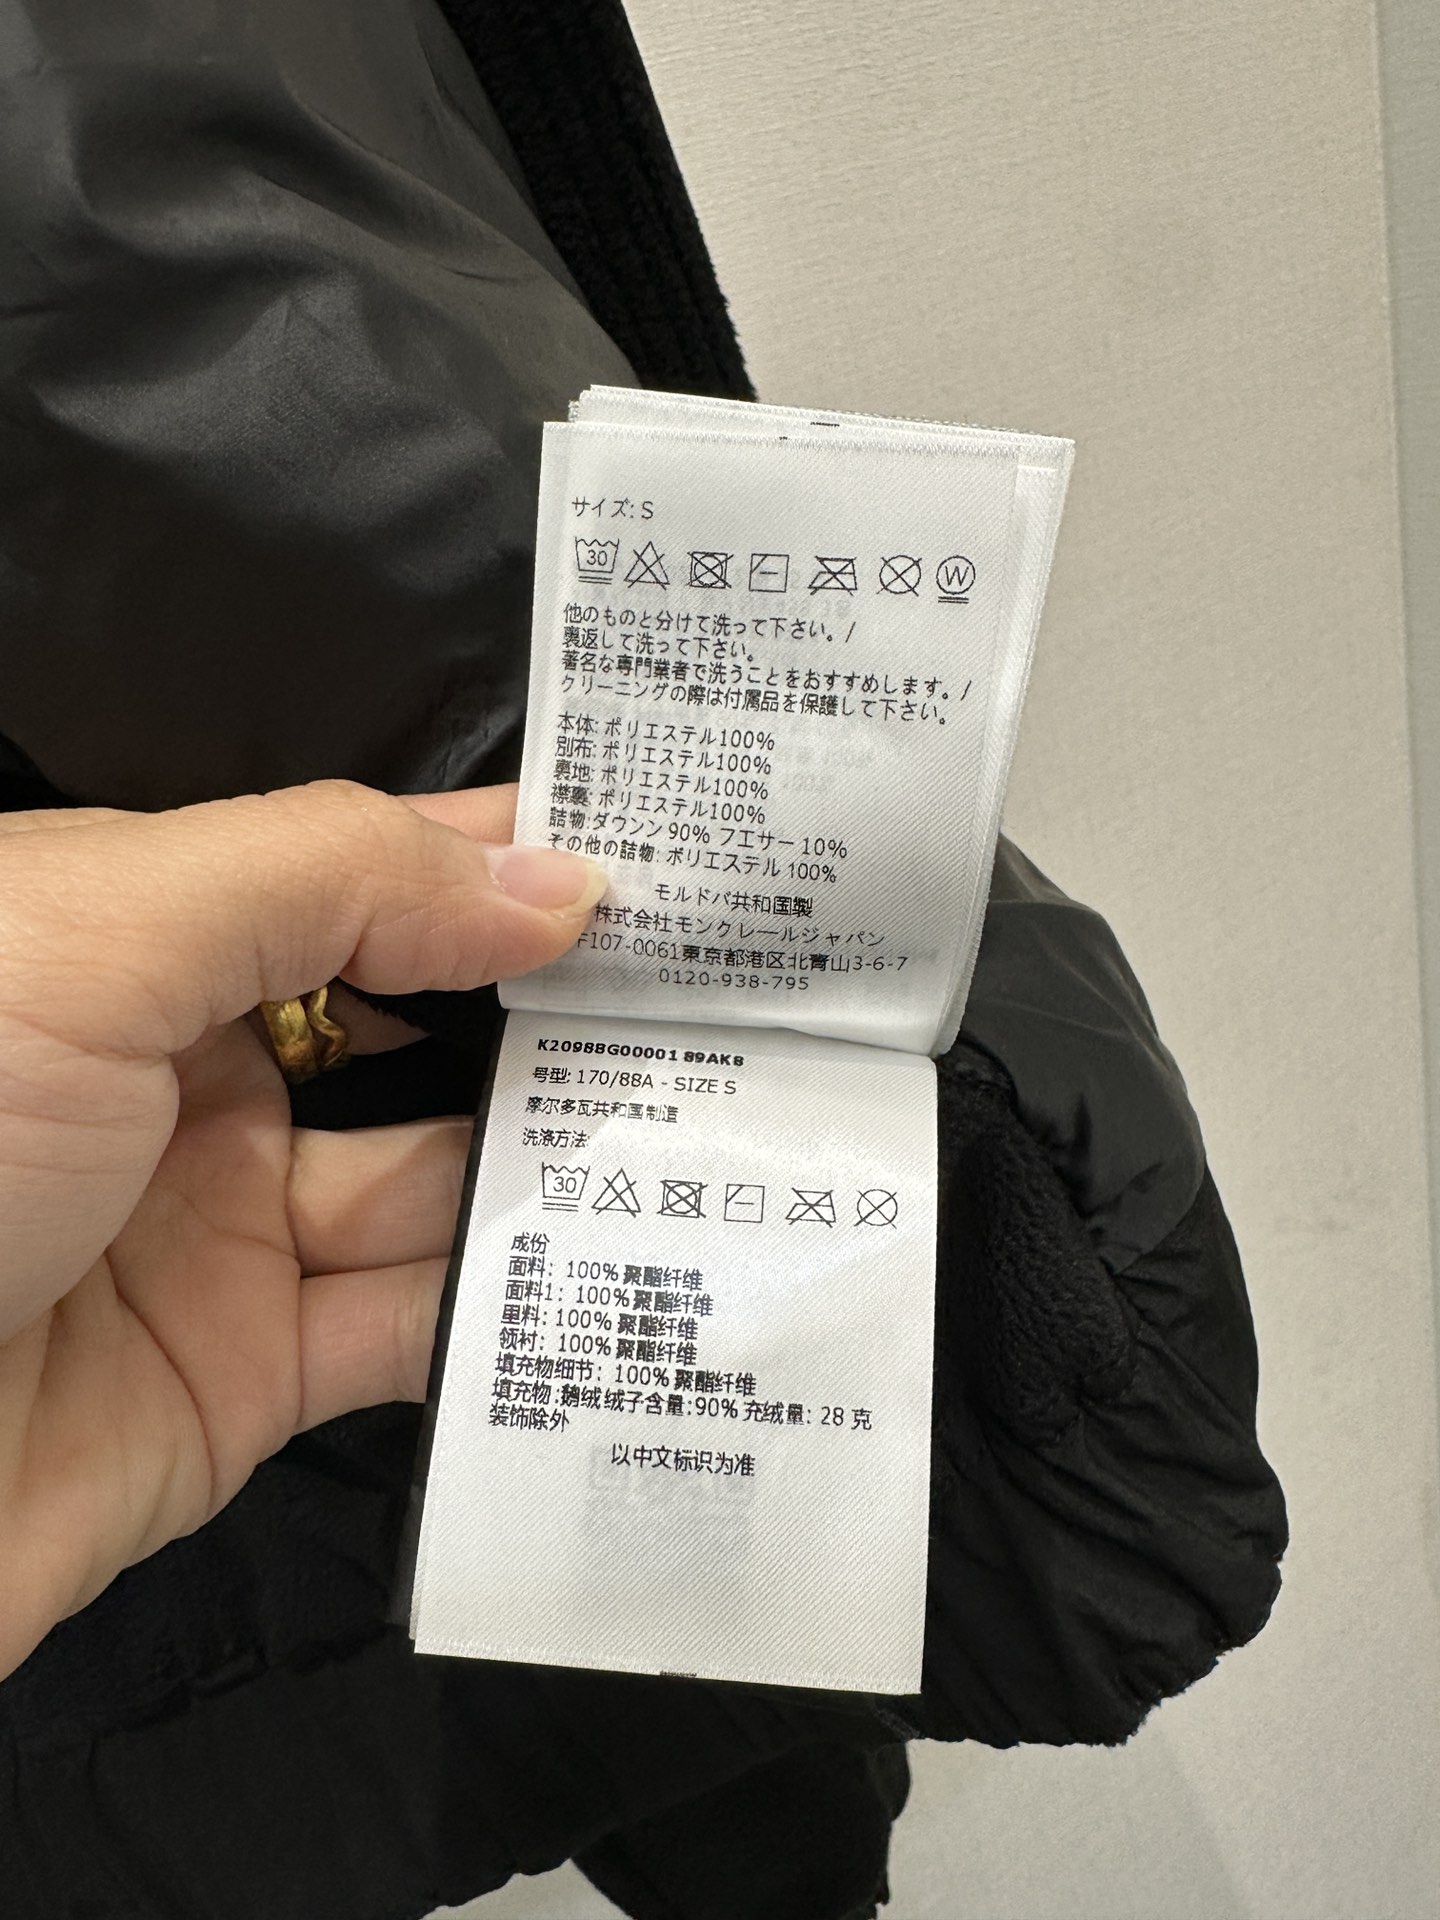 サイズ: S
30
W
他のものと分けて洗って下さい。/
裏返して洗って下さい。
著名な専門業者で洗うことをおすすめします。/
クリーニングの際は付属品を保護して下さい。
本体: ポリエステル100%
別布: ポリエステル100%
裏地: ポリエステル100%
襟裏: ポリエステル100%
詰物:ダウンン 90% フエサー 10%
その他の詰物: ポリエステル 100%
モルドバ共和国製
株式会社モンクレールジャパン
〒107-0061東京都港区北青山3-6-7
0120-938-795
K20988G00001 89AK8
号型: 170/88A - SIZE S
摩尔多瓦共和国制造
洗涤方法:
30
成份
面料: 100% 聚酯纤维
面料1: 100% 聚酯纤维
里料: 100% 聚酯纤维
领衬: 100% 聚酯纤维
填充物细节: 100% 聚酯纤维
填充物:鹅绒 绒子含量:90% 充绒量: 28 克
装饰除外
以中文标识为准